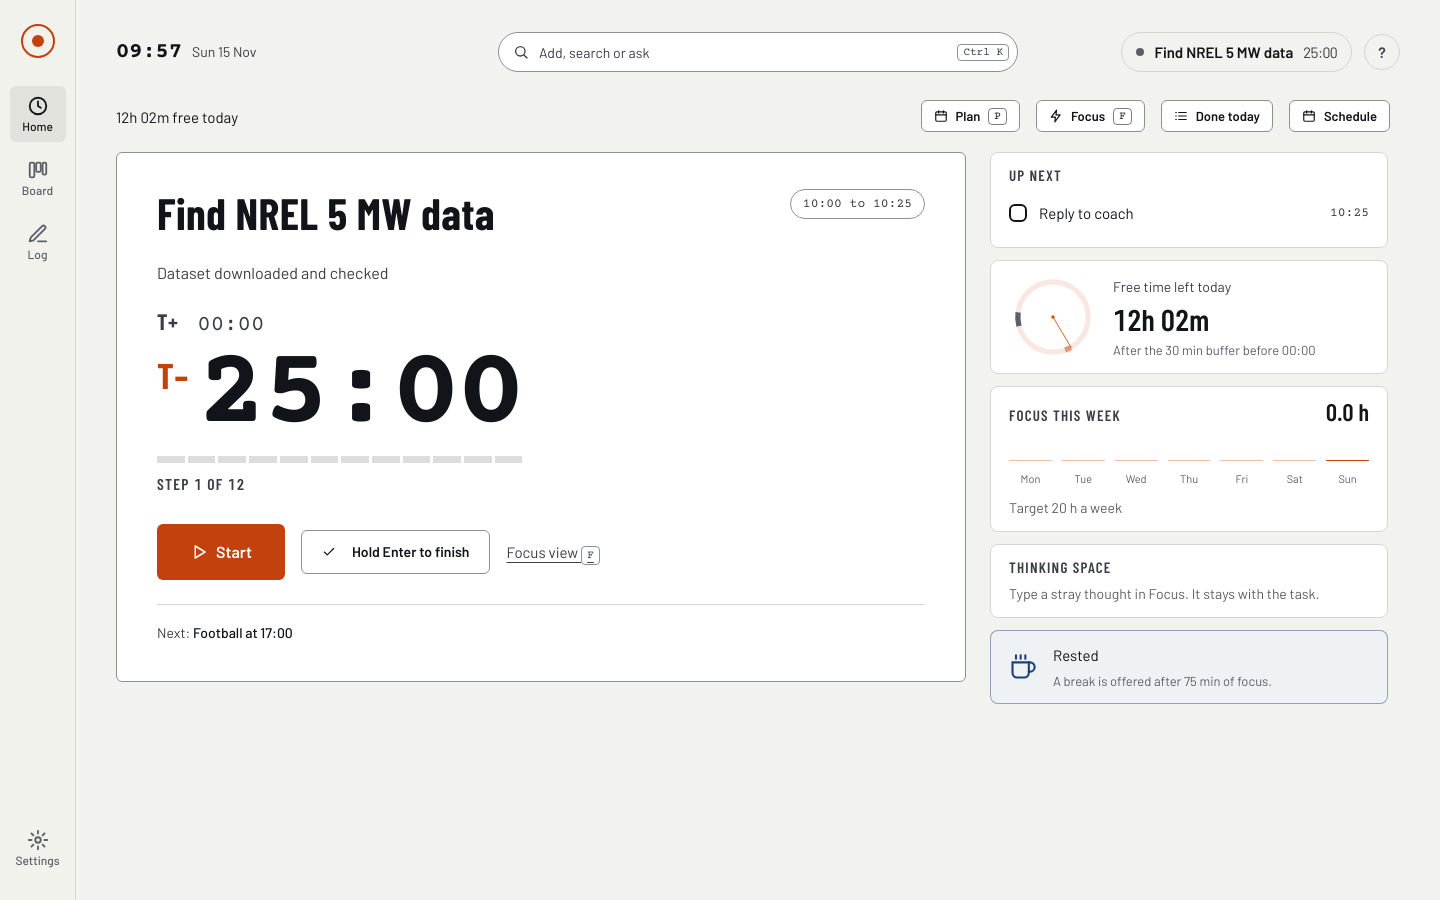 09:57 Sun 15 Nov
Add, search or ask Ctrl K
Find NREL 5 MW data 25:00
?
Home
Board
Log
Settings
12h 02m free today
Plan P
Focus F
Done today
Schedule
Find NREL 5 MW data
10:00 to 10:25
Dataset downloaded and checked
T+ 00:00
T- 25:00
STEP 1 OF 12
Start
Hold Enter to finish
Focus view F
Next: Football at 17:00
UP NEXT
Reply to coach 10:25
Free time left today
12h 02m
After the 30 min buffer before 00:00
FOCUS THIS WEEK 0.0 h
Mon Tue Wed Thu Fri Sat Sun
Target 20 h a week
THINKING SPACE
Type a stray thought in Focus. It stays with the task.
Rested
A break is offered after 75 min of focus.